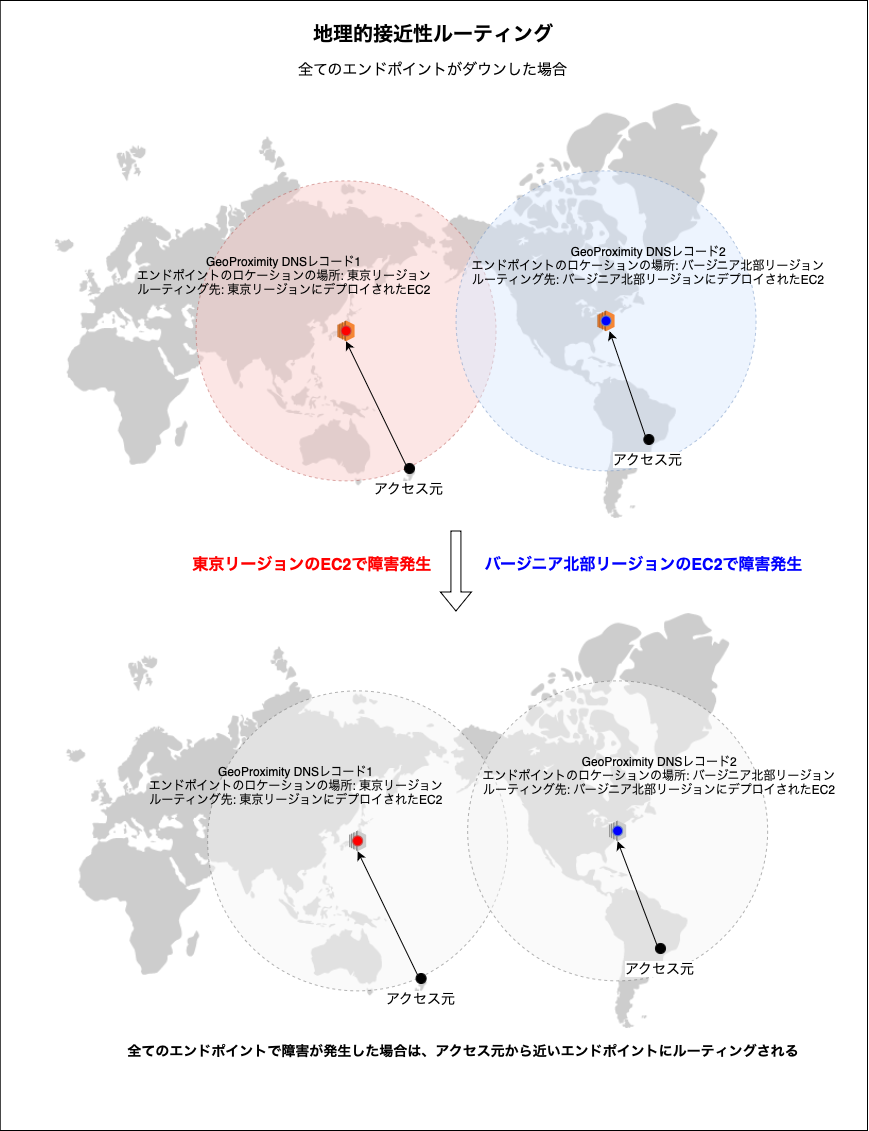 地理的接近性ルーティング
全てのエンドポイントがダウンした場合
GeoProximity DNSレコード1
エンドポイントのロケーションの場所: 東京リージョン
ルーティング先: 東京リージョンにデプロイされたEC2
GeoProximity DNSレコード2
エンドポイントのロケーションの場所: バージニア北部リージョン
ルーティング先: バージニア北部リージョンにデプロイされたEC2
アクセス元
アクセス元
東京リージョンのEC2で障害発生
バージニア北部リージョンのEC2で障害発生
GeoProximity DNSレコード1
エンドポイントのロケーションの場所: 東京リージョン
ルーティング先: 東京リージョンにデプロイされたEC2
GeoProximity DNSレコード2
エンドポイントのロケーションの場所: バージニア北部リージョン
ルーティング先: バージニア北部リージョンにデプロイされたEC2
アクセス元
アクセス元
全てのエンドポイントで障害が発生した場合は、アクセス元から近いエンドポイントにルーティングされる